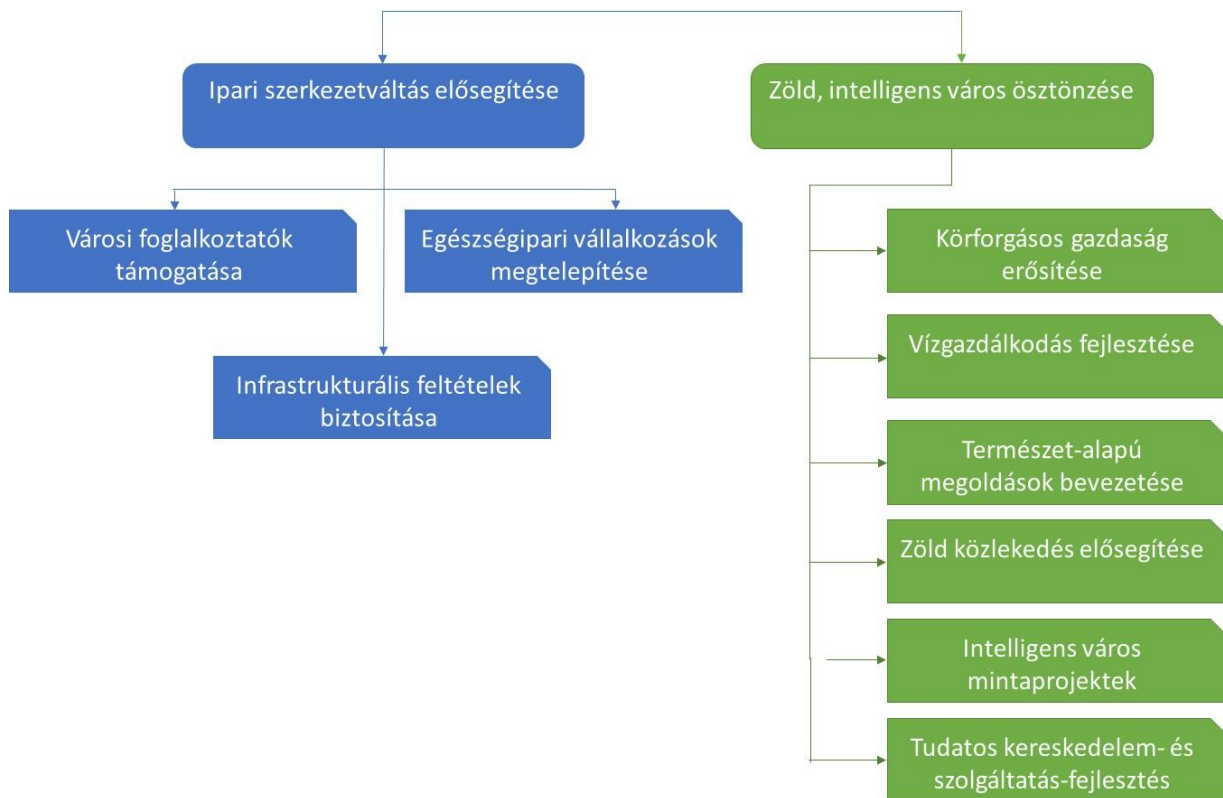 Ipari szerkezetváltás elősegítése
Zöld, intelligens város ösztönzése
Városi foglalkoztatók
támogatása
Egészségipari vállalkozások
megtelepítése
Infrastrukturális feltételek
biztosítása
Körforgásos gazdaság
erősítése
Vízgazdálkodás fejlesztése
Természet-alapú
megoldások bevezetése
Zöld közlekedés elősegítése
Intelligens város
mintaprojektek
Tudatos kereskedelem- és
szolgáltatás-fejlesztés